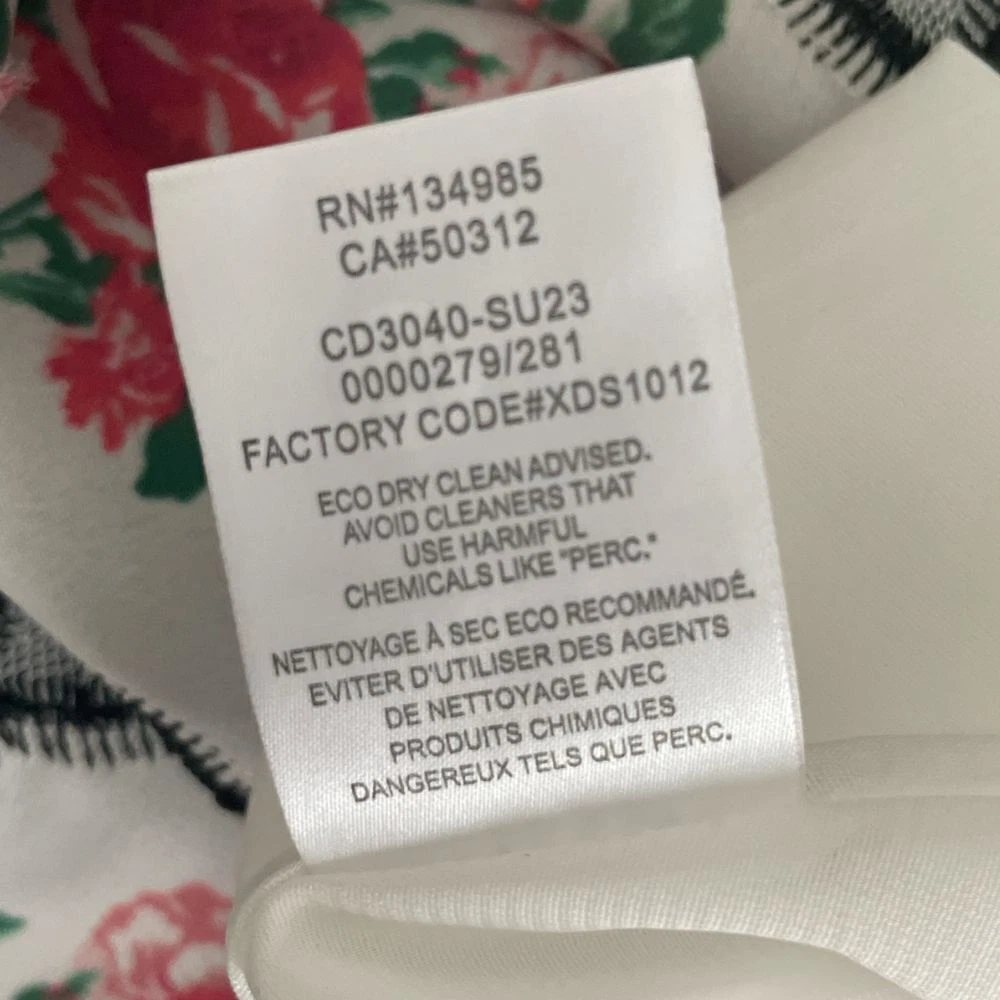 RN#134985
CA#50312
CD3040-SU23
0000279/281
FACTORY CODE#XDS1012
ECO DRY CLEAN ADVISED.
AVOID CLEANERS THAT
USE HARMFUL
CHEMICALS LIKE "PERC."
NETTOYAGE À SEC ECO RECOMMANDÉ.
EVITER D'UTILISER DES AGENTS
DE NETTOYAGE AVEC
PRODUITS CHIMIQUES
DANGEREUX TELS QUE PERC.